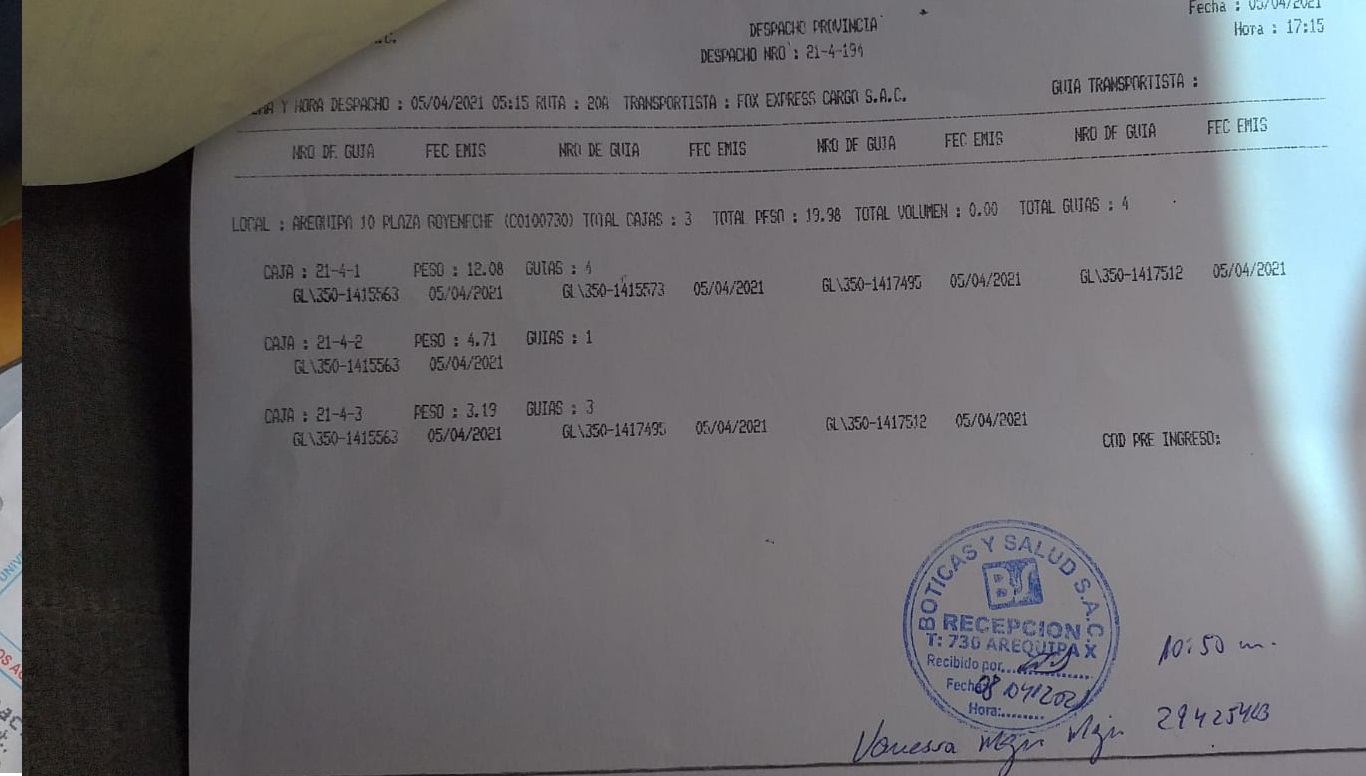 Fecha : 05/04/2021
DESPACHO PROVINCIA
Hora : 17:15
DESPACHO NRO : 21-4-194
Y HORA DESPACHO : 05/04/2021 05:15 RUTA : 20A TRANSPORTISTA : FOX EXPRESS CARGO S.A.C. GUIA TRANSPORTISTA :
NRO DE GUIA FEC EMIS NRO DE GUIA FEC EMIS NRO DE GUIA FEC EMIS NRO DE GUIA FEC EMIS
LOCAL : AREQUIPA 10 PLAZA GOYENECHE (C0100730) TOTAL CAJAS : 3 TOTAL PESO : 19.98 TOTAL VOLUMEN : 0.00 TOTAL GUIAS : 4
CAJA : 21-4-1 PESO : 12.08 GUIAS : 4
GL\350-1415563 05/04/2021 GL\350-1415573 05/04/2021 GL\350-1417495 05/04/2021 GL\350-1417512 05/04/2021
CAJA : 21-4-2 PESO : 4.71 GUIAS : 1
GL\350-1415563 05/04/2021
CAJA : 21-4-3 PESO : 3.19 GUIAS : 3
GL\350-1415563 05/04/2021 GL\350-1417495 05/04/2021 GL\350-1417512 05/04/2021
COD PRE INGRESO:
BOTICAS Y SALUD S.A.C.
BS
RECEPCION
T: 730 AREQUIPA X
Recibido por
Fecha 08/04/2021
Hora:
10:50 m.
Vanessa